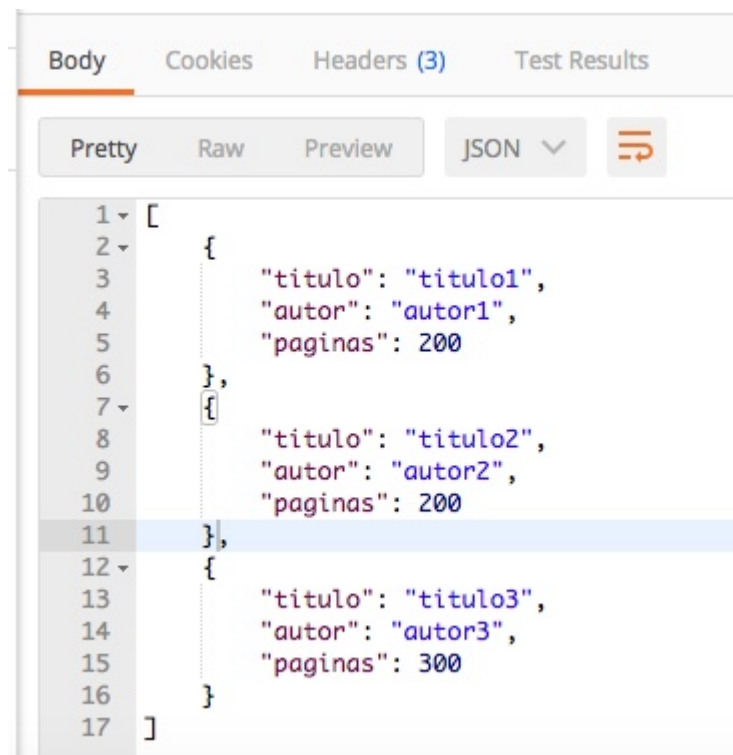 Body Cookies Headers (3) Test Results
Pretty Raw Preview JSON
1 [
2 {
3 "titulo": "titulo1",
4 "autor": "autor1",
5 "paginas": 200
6 },
7 {
8 "titulo": "titulo2",
9 "autor": "autor2",
10 "paginas": 200
11 },
12 {
13 "titulo": "titulo3",
14 "autor": "autor3",
15 "paginas": 300
16 }
17 ]